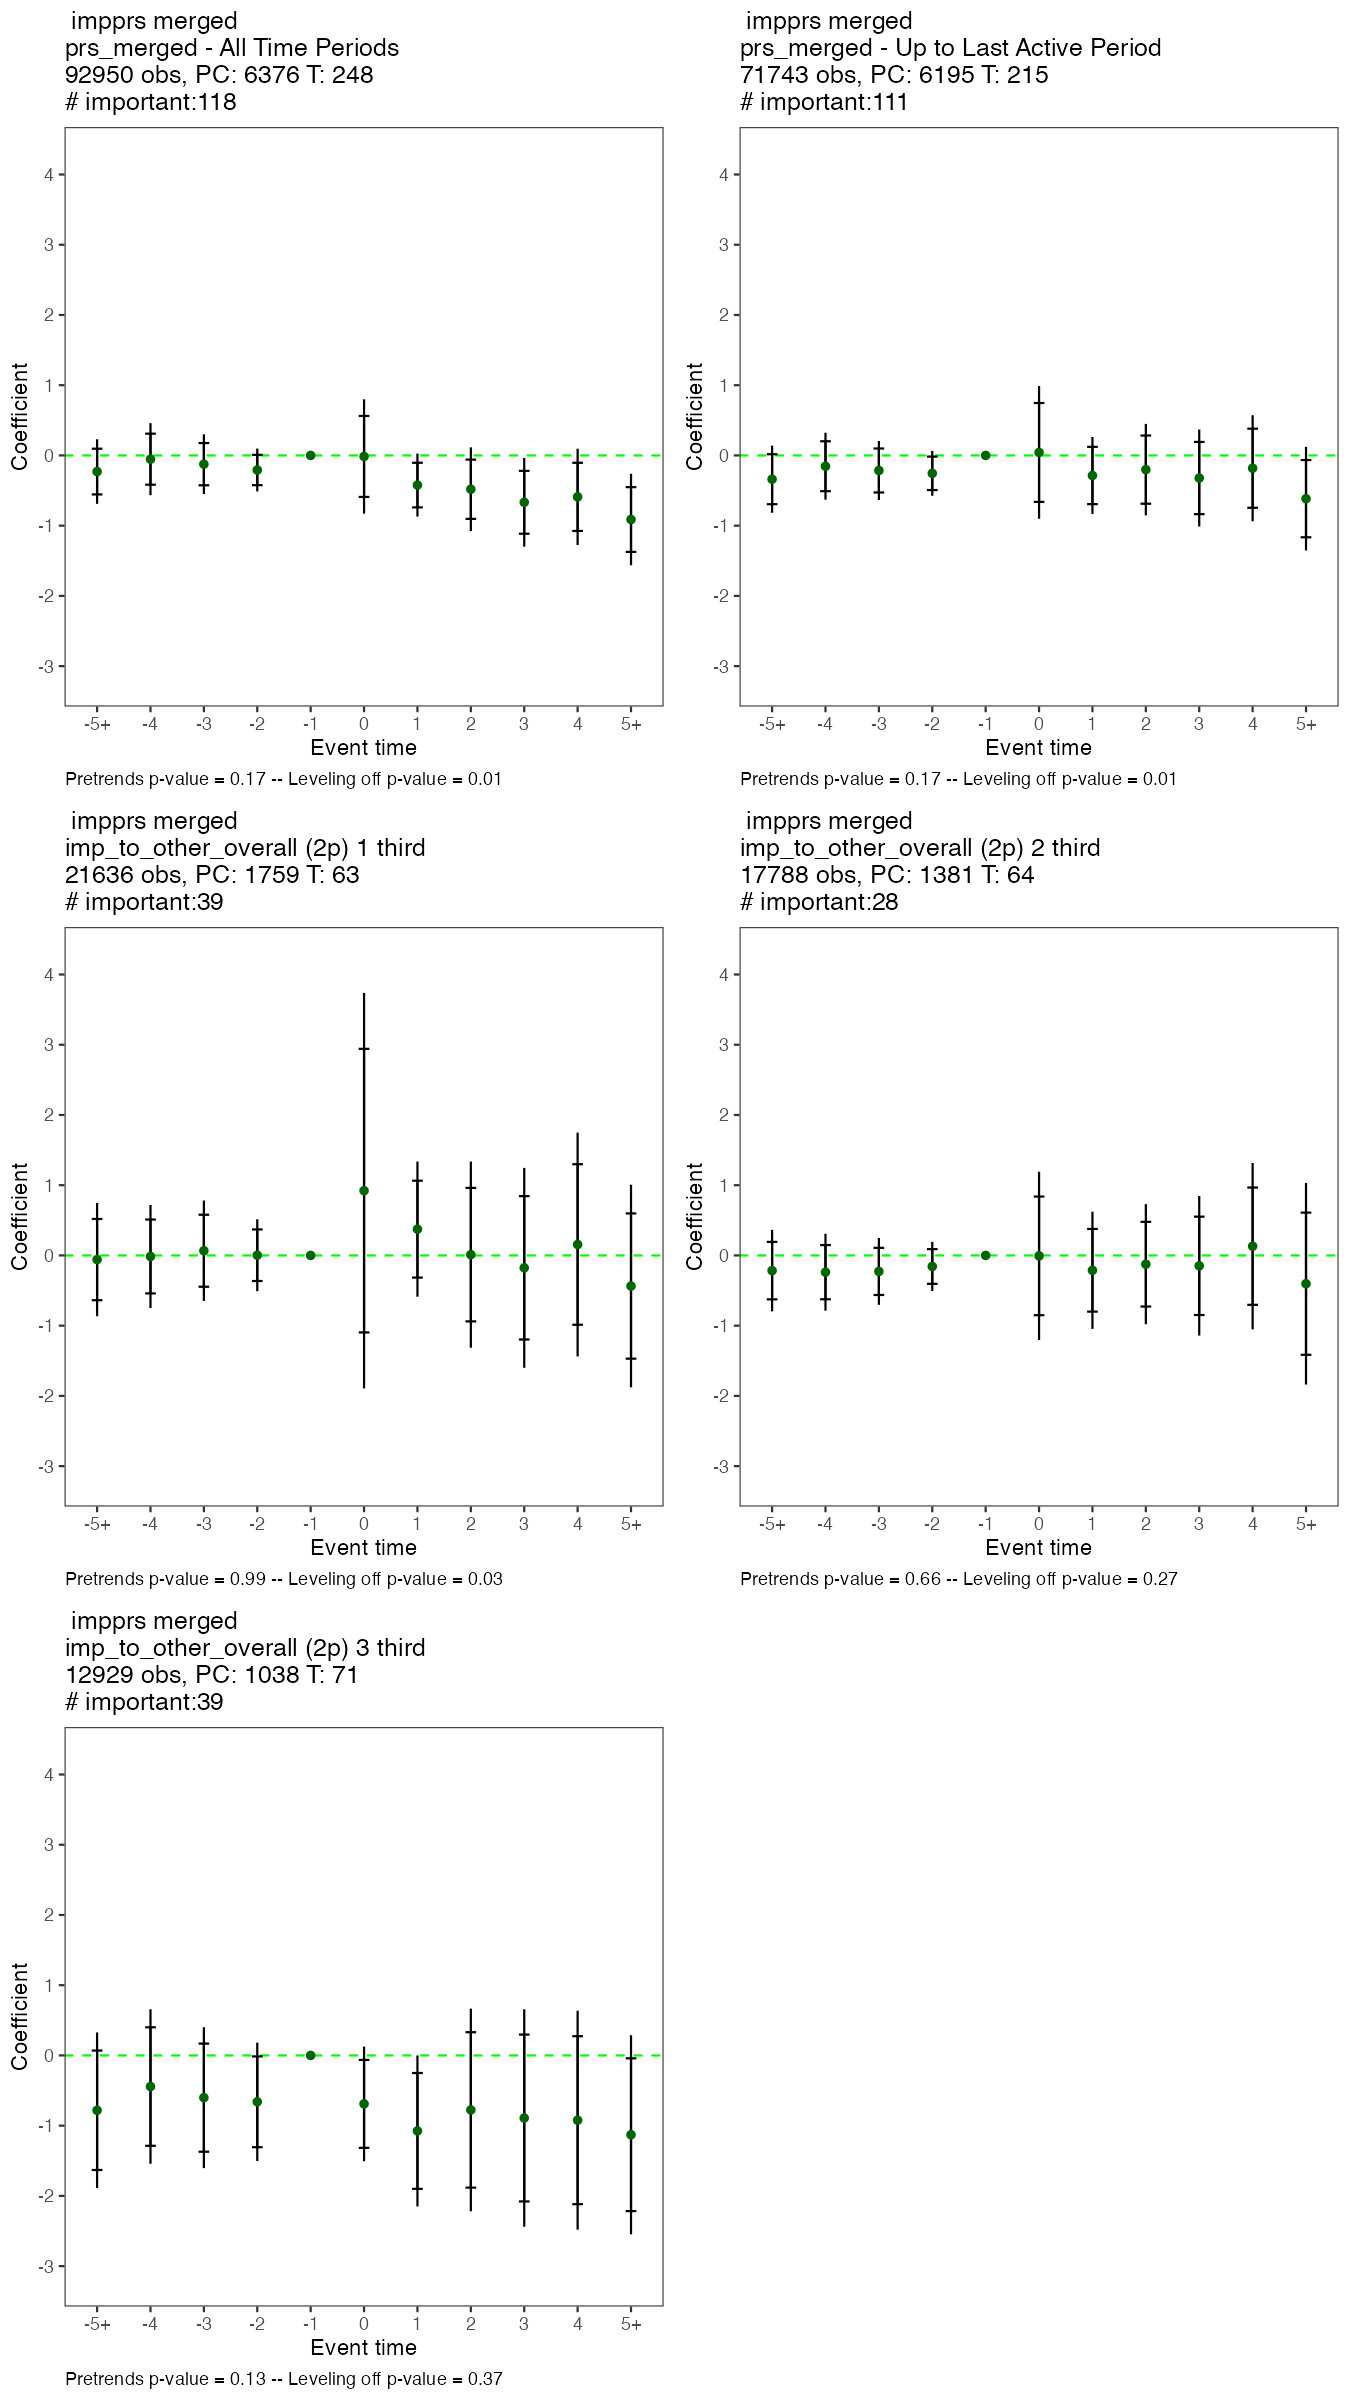 impprs merged
prs_merged - All Time Periods
92950 obs, PC: 6376 T: 248
# important:118
4
3
2
1
0
-1
-2
-3
Coefficient
-5+ -4 -3 -2 -1 0 1 2 3 4 5+
Event time
Pretrends p-value = 0.17 -- Leveling off p-value = 0.01
impprs merged
prs_merged - Up to Last Active Period
71743 obs, PC: 6195 T: 215
# important:111
4
3
2
1
0
-1
-2
-3
Coefficient
-5+ -4 -3 -2 -1 0 1 2 3 4 5+
Event time
Pretrends p-value = 0.17 -- Leveling off p-value = 0.01
impprs merged
imp_to_other_overall (2p) 1 third
21636 obs, PC: 1759 T: 63
# important:39
4
3
2
1
0
-1
-2
-3
Coefficient
-5+ -4 -3 -2 -1 0 1 2 3 4 5+
Event time
Pretrends p-value = 0.99 -- Leveling off p-value = 0.03
impprs merged
imp_to_other_overall (2p) 2 third
17788 obs, PC: 1381 T: 64
# important:28
4
3
2
1
0
-1
-2
-3
Coefficient
-5+ -4 -3 -2 -1 0 1 2 3 4 5+
Event time
Pretrends p-value = 0.66 -- Leveling off p-value = 0.27
impprs merged
imp_to_other_overall (2p) 3 third
12929 obs, PC: 1038 T: 71
# important:39
4
3
2
1
0
-1
-2
-3
Coefficient
-5+ -4 -3 -2 -1 0 1 2 3 4 5+
Event time
Pretrends p-value = 0.13 -- Leveling off p-value = 0.37